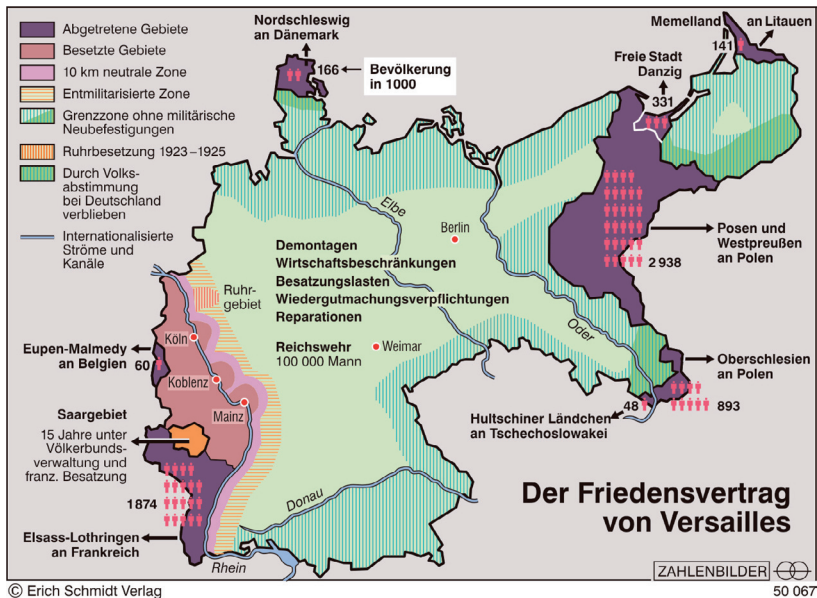 Abgetretene Gebiete
Besetzte Gebiete
10 km neutrale Zone
Entmilitarisierte Zone
Grenzzone ohne militärische
Neubefestigungen
Ruhrbesetzung 1923–1925
Durch Volks-
abstimmung
bei Deutschland
verblieben
Internationalisierte
Ströme und
Kanäle
Nordschleswig
an Dänemark
166
Bevölkerung
in 1000
Memelland an Litauen
141
Freie Stadt
Danzig
331
Elbe
Berlin
Demontagen
Wirtschaftsbeschränkungen
Besatzungslasten
Wiedergutmachungsverpflichtungen
Reparationen
Reichswehr
100 000 Mann
Weimar
Ruhr-
gebiet
Oder
Posen und
Westpreußen
an Polen
2 938
Köln
Koblenz
Mainz
Eupen-Malmedy
an Belgien
60
Saargebiet
15 Jahre unter
Völkerbunds-
verwaltung und
franz. Besatzung
1 874
Elsass-Lothringen
an Frankreich
Rhein
Donau
Oberschlesien
an Polen
893
48
Hultschiner Ländchen
an Tschechoslowakei
Der Friedensvertrag
von Versailles
ZAHLENBILDER
© Erich Schmidt Verlag
50 067